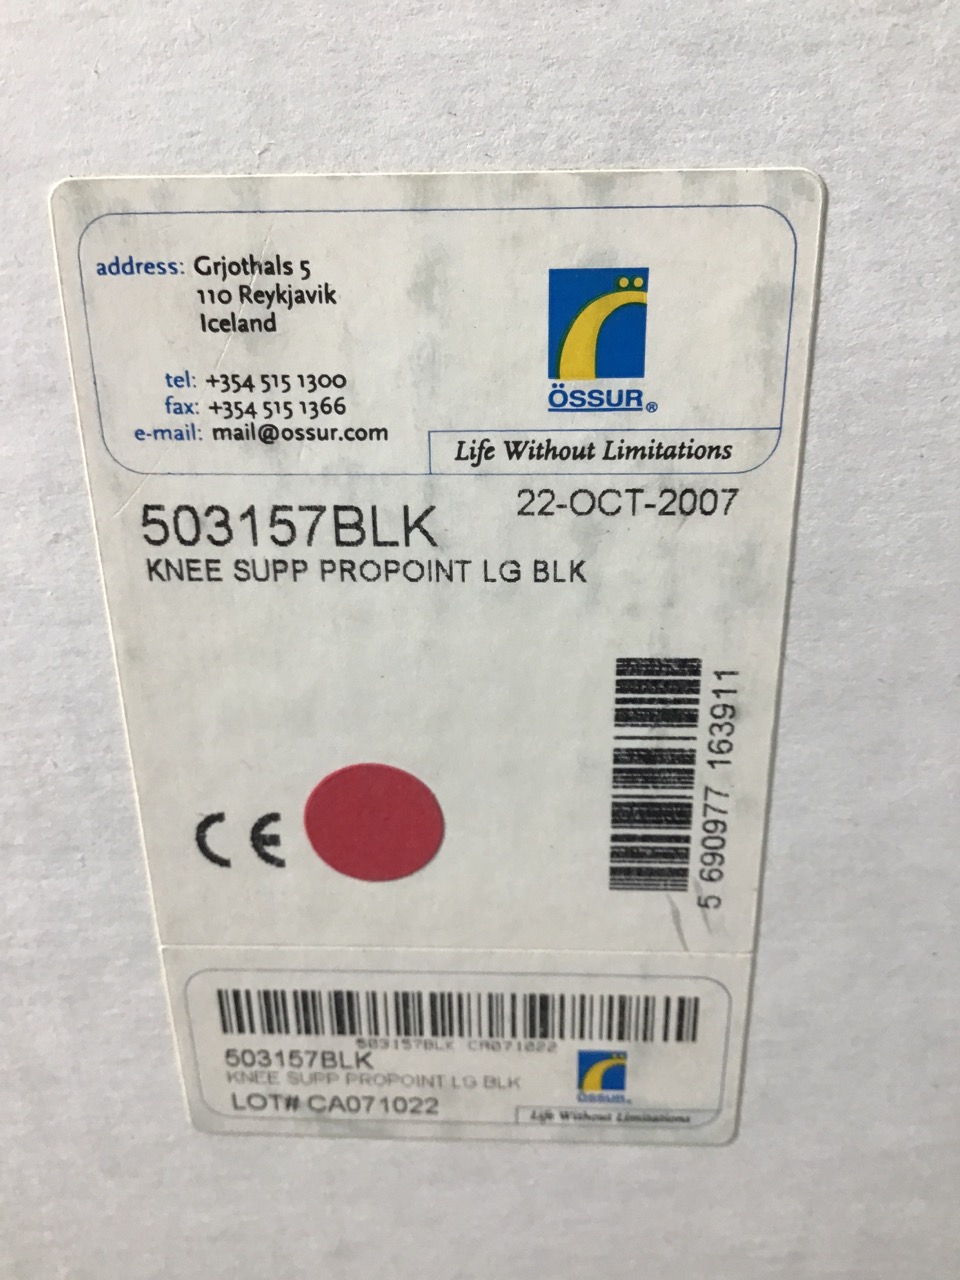 address: Grjothals 5
110 Reykjavik
Iceland
tel: +354 515 1300
fax: +354 515 1366
e-mail: mail@ossur.com
ÖSSUR®
Life Without Limitations
22-OCT-2007
503157BLK
KNEE SUPP PROPOINT LG BLK
5 690977 163911
CE
503157BLK CA071022
503157BLK
KNEE SUPP PROPOINT LG BLK
LOT# CA071022
ÖSSUR®
Life Without Limitations